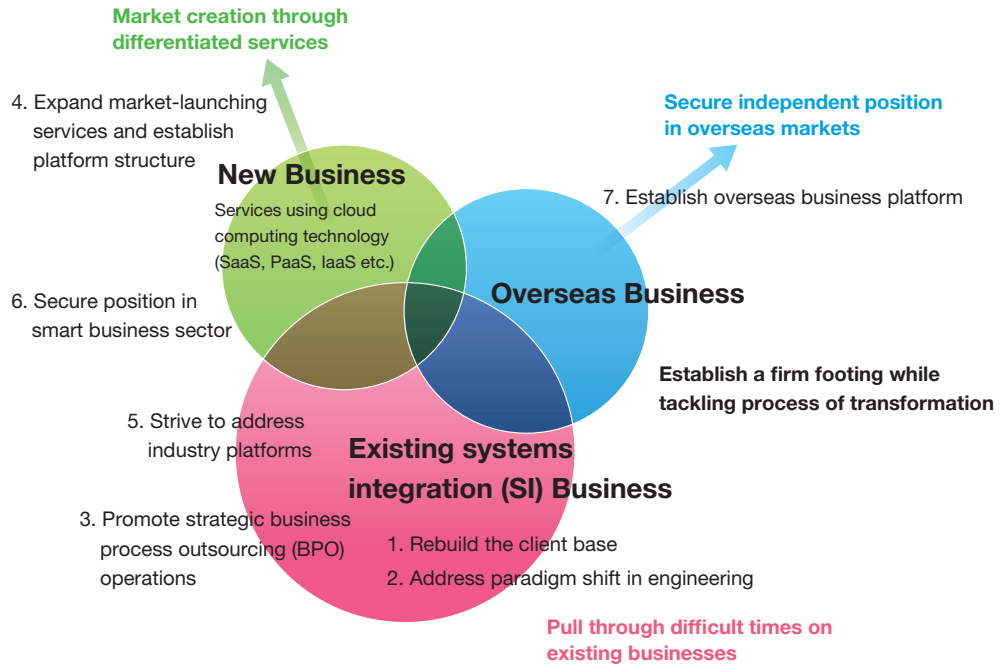 Market creation through
differentiated services
4. Expand market-launching
services and establish
platform structure
Secure independent position
in overseas markets
New Business
Services using cloud
computing technology
(SaaS, PaaS, IaaS etc.)
7. Establish overseas business platform
6. Secure position in
smart business sector
Overseas Business
Establish a firm footing while
tackling process of transformation
5. Strive to address
industry platforms
Existing systems
integration (SI) Business
3. Promote strategic business
process outsourcing (BPO)
operations
1. Rebuild the client base
2. Address paradigm shift in engineering
Pull through difficult times on
existing businesses